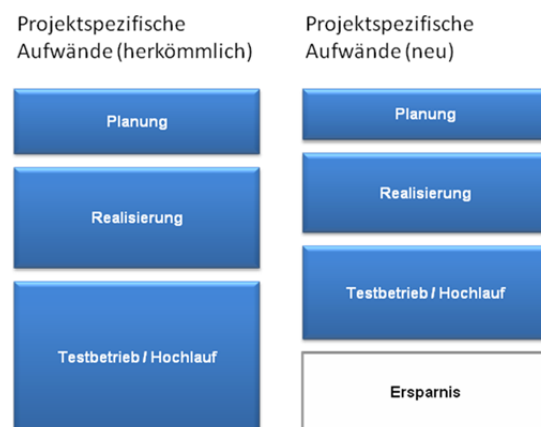 Projektspezifische
Aufwände (herkömmlich)
Planung
Realisierung
Testbetrieb / Hochlauf
Projektspezifische
Aufwände (neu)
Planung
Realisierung
Testbetrieb / Hochlauf
Ersparnis